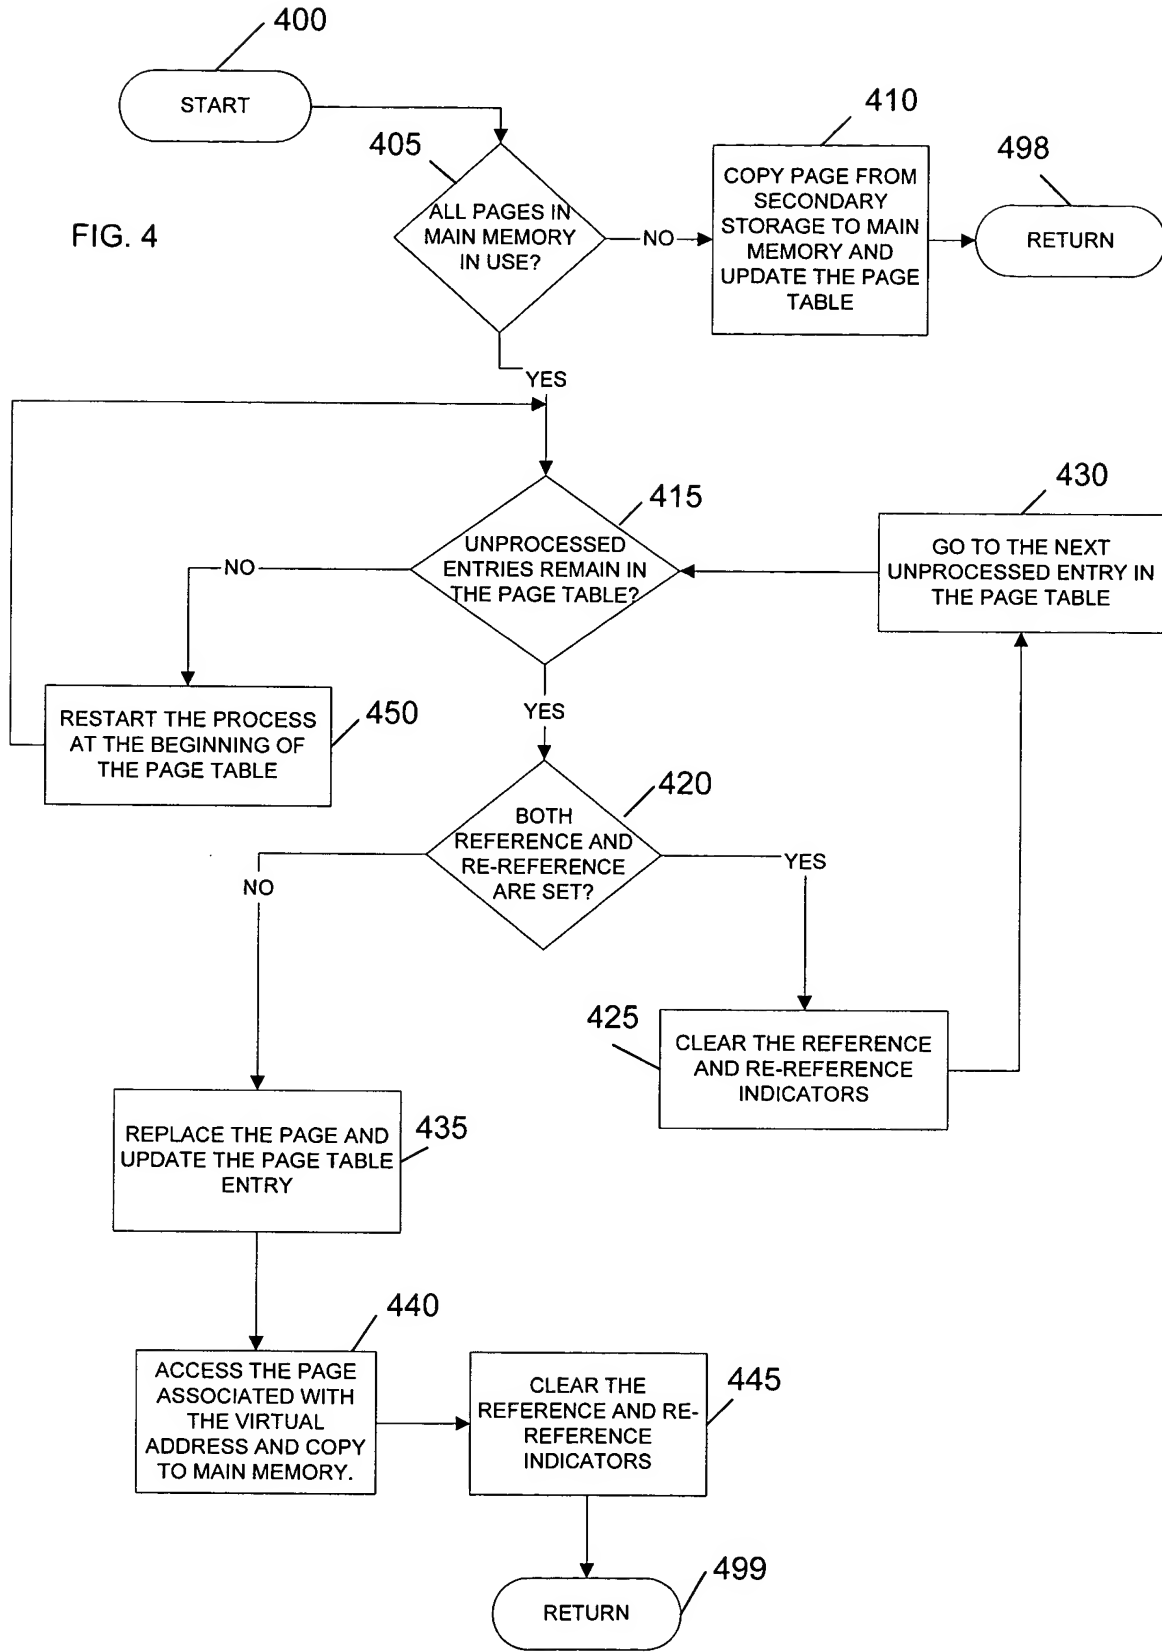 400
START
410
405
498
COPY PAGE FROM
SECONDARY
STORAGE TO MAIN
MEMORY AND
UPDATE THE PAGE
TABLE
ALL PAGES IN
MAIN MEMORY
IN USE?
NO
RETURN
FIG. 4
YES
415
430
UNPROCESSED
ENTRIES REMAIN IN
THE PAGE TABLE?
NO
GO TO THE NEXT
UNPROCESSED ENTRY IN
THE PAGE TABLE
YES
RESTART THE PROCESS
AT THE BEGINNING OF
THE PAGE TABLE
450
420
BOTH
REFERENCE AND
RE-REFERENCE
ARE SET?
YES
NO
425
CLEAR THE REFERENCE
AND RE-REFERENCE
INDICATORS
REPLACE THE PAGE AND
UPDATE THE PAGE TABLE
ENTRY
435
440
ACCESS THE PAGE
ASSOCIATED WITH
THE VIRTUAL
ADDRESS AND COPY
TO MAIN MEMORY.
CLEAR THE
REFERENCE AND RE-
REFERENCE
INDICATORS
445
499
RETURN